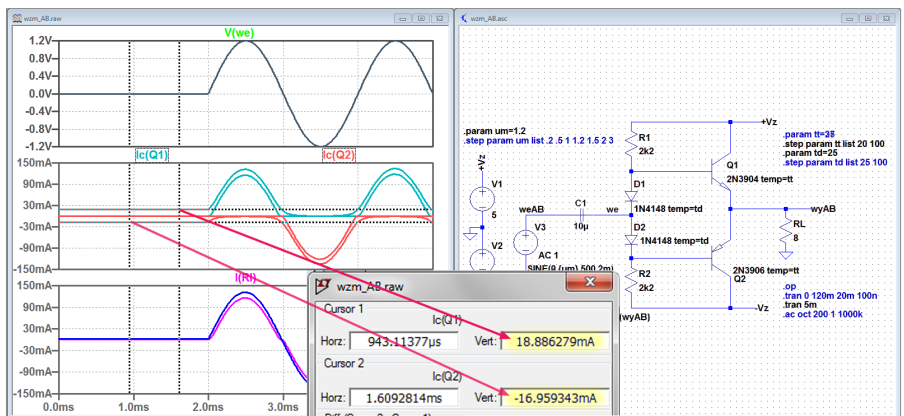 wzm_AB.raw
V(we)
1.2V
0.8V
0.4V
0.0V
-0.4V
-0.8V
-1.2V
Ic(Q1)
Ic(Q2)
150mA
90mA
30mA
-30mA
-90mA
-150mA
I(Rl)
150mA
90mA
30mA
-30mA
-90mA
-150mA
0.0ms
1.0ms
2.0ms
3.0ms
wzm_AB.asc
.param um=1.2
.step param um list .2 .5 1 1.2 1.5 2 3
+Vz
V1
5
V2
weAB
V3
AC 1
SINE(0 {um} 500 2m)
C1
10µ
we
R1
2k2
D1
1N4148 temp=td
D2
1N4148 temp=td
R2
2k2
+Vz
Q1
2N3904 temp=tt
wyAB
RL
8
2N3906 temp=tt
Q2
-Vz
(wyAB)
.step param tt list 20 100
.param td=25
.step param td list 25 100
.op
.tran 0 120m 20m 100n
.tran 5m
.ac oct 200 1 1000k
wzm_AB.raw
Cursor 1
Ic(Q1)
Horz: 943.11377µs Vert: 18.886279mA
Cursor 2
Ic(Q2)
Horz: 1.6092814ms Vert: -16.959343mA